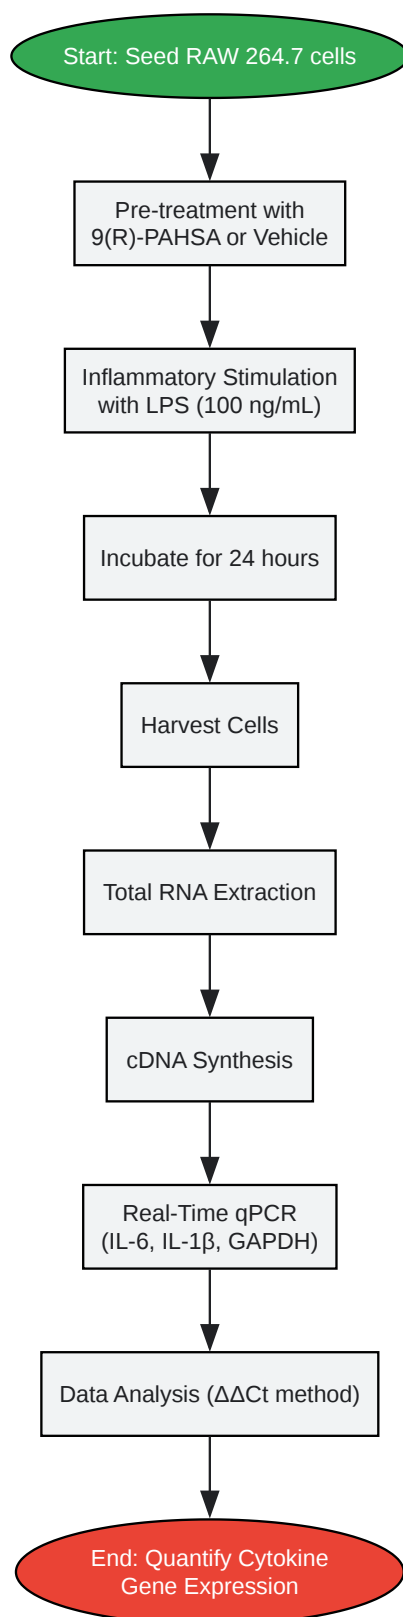 Start: Seed RAW 264.7 cells
Pre-treatment with
9(R)-PAHSA or Vehicle
Inflammatory Stimulation
with LPS (100 ng/mL)
Incubate for 24 hours
Harvest Cells
Total RNA Extraction
cDNA Synthesis
Real-Time qPCR
(IL-6, IL-1β, GAPDH)
Data Analysis (ΔΔCt method)
End: Quantify Cytokine
Gene Expression